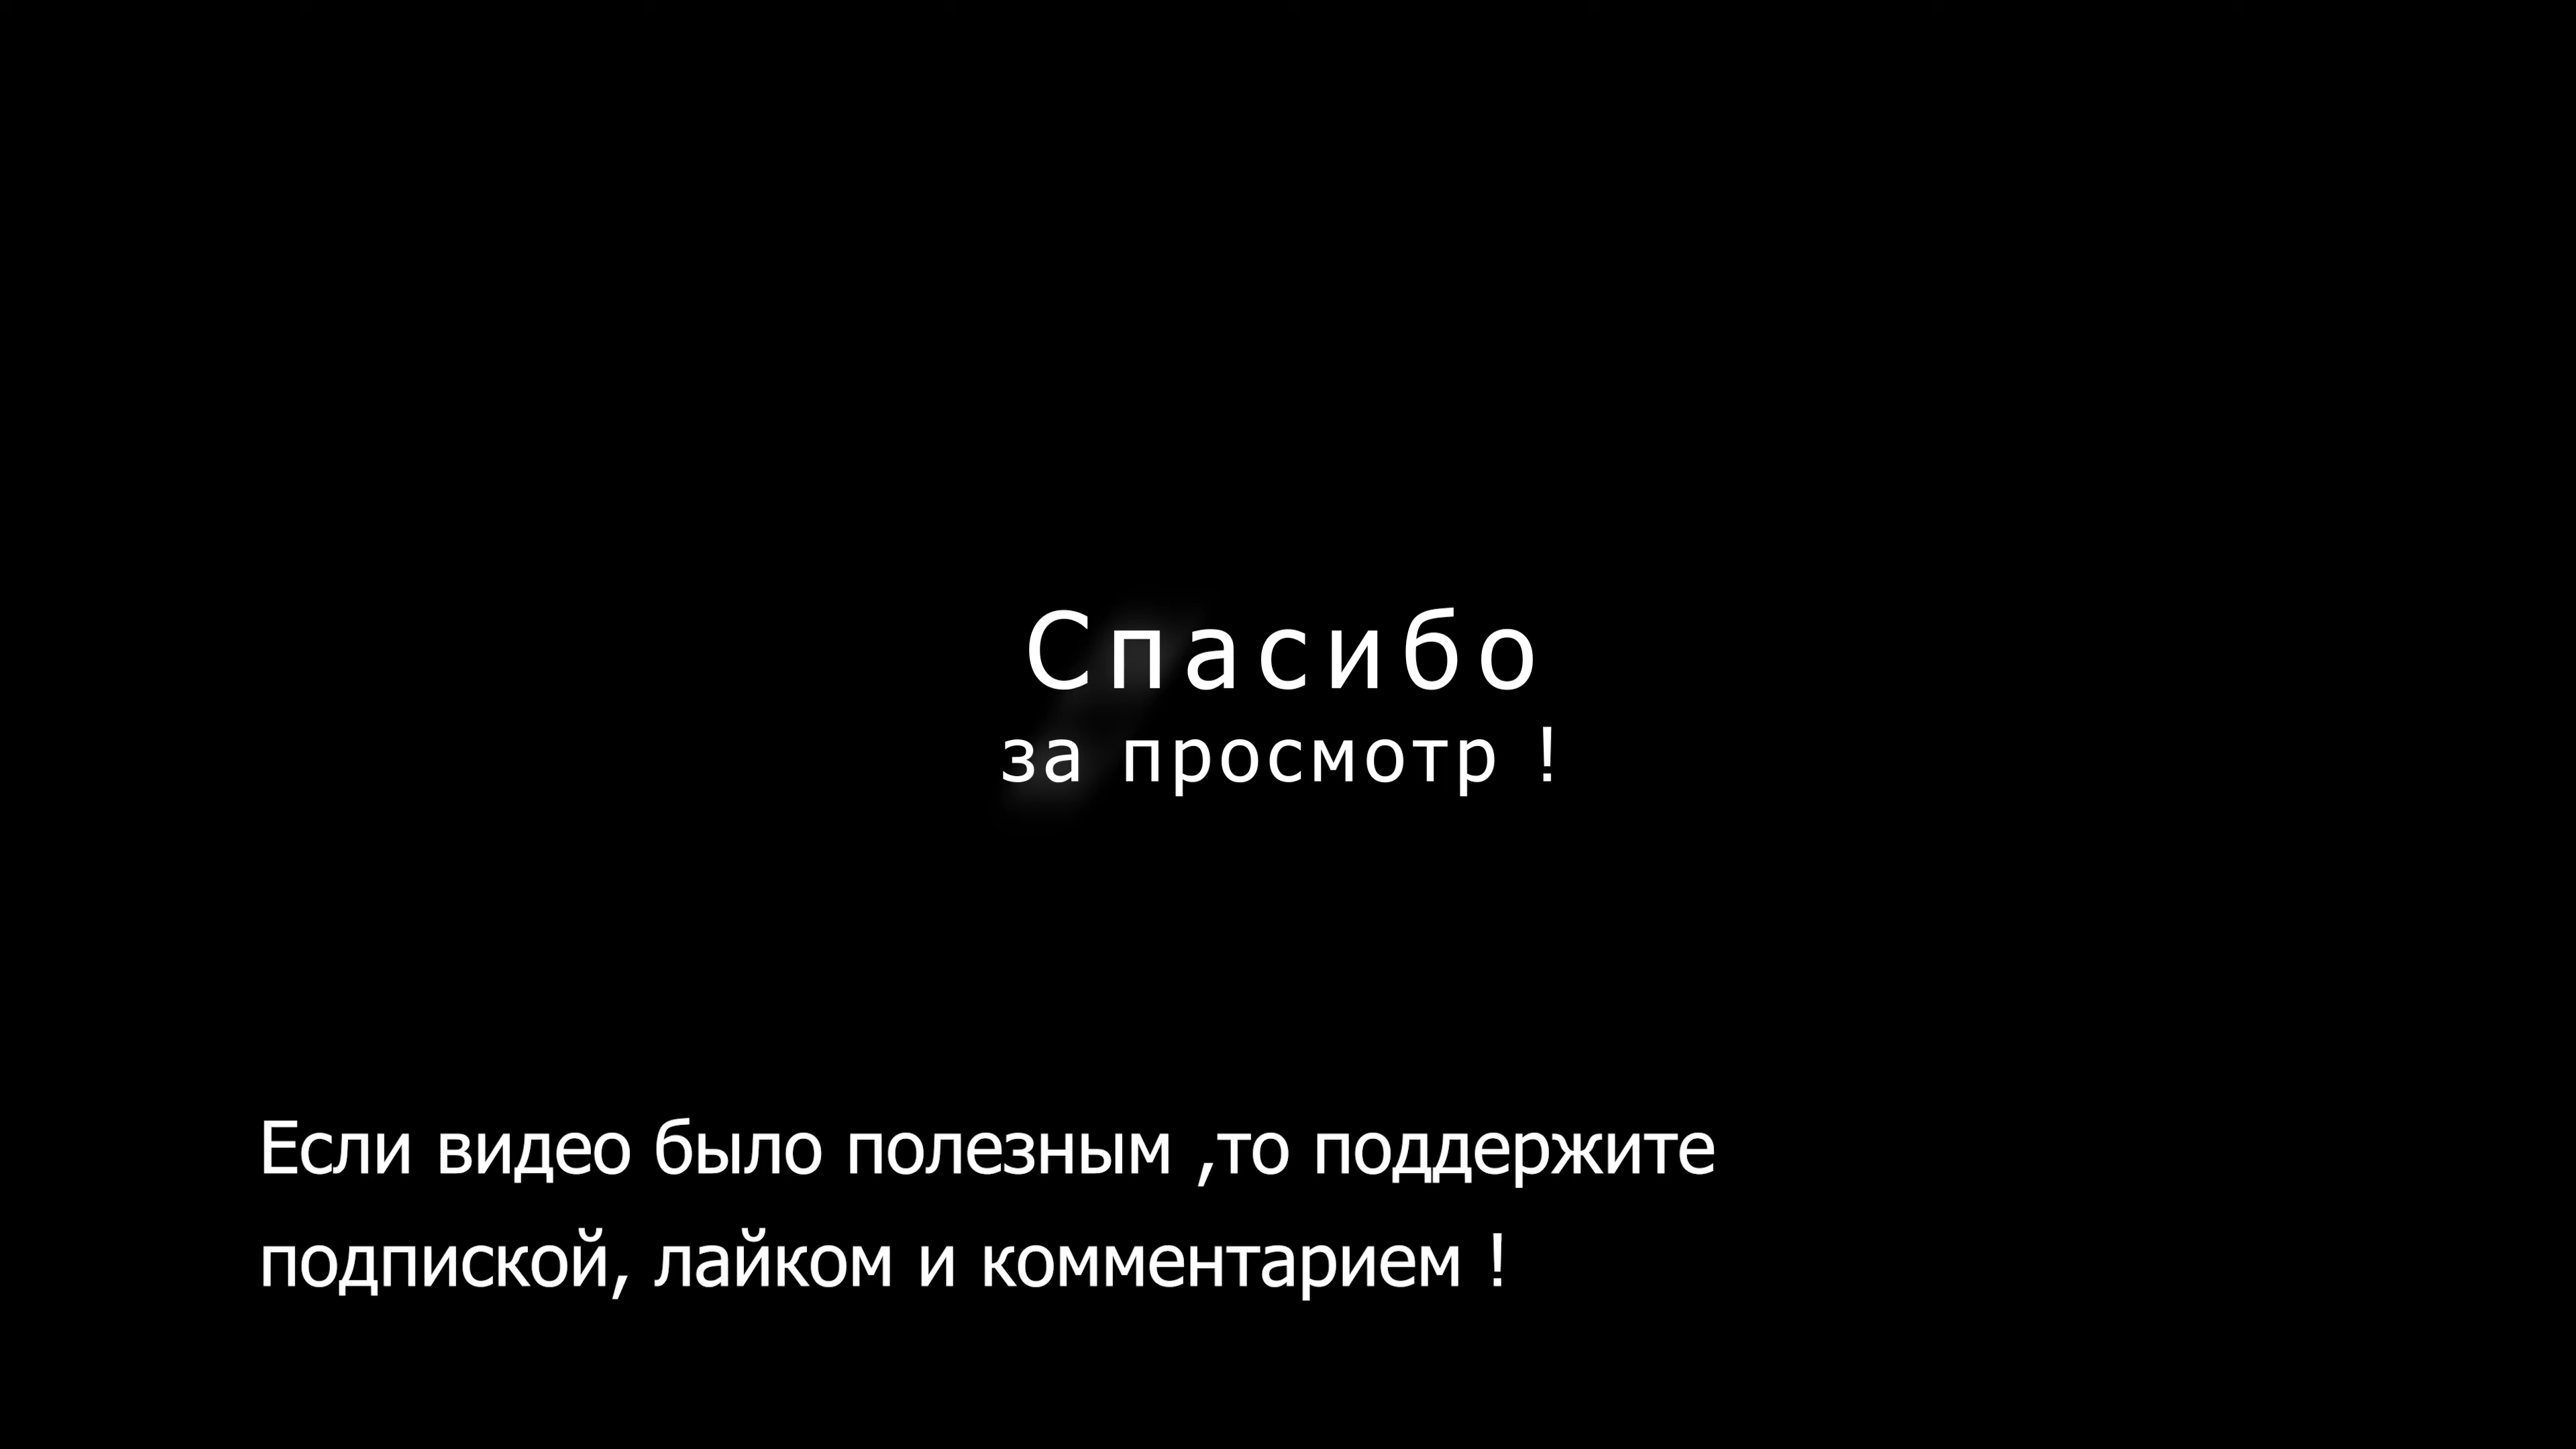 Спасибо
за просмотр !
Если видео было полезным ,то поддержите
подпиской, лайком и комментарием !